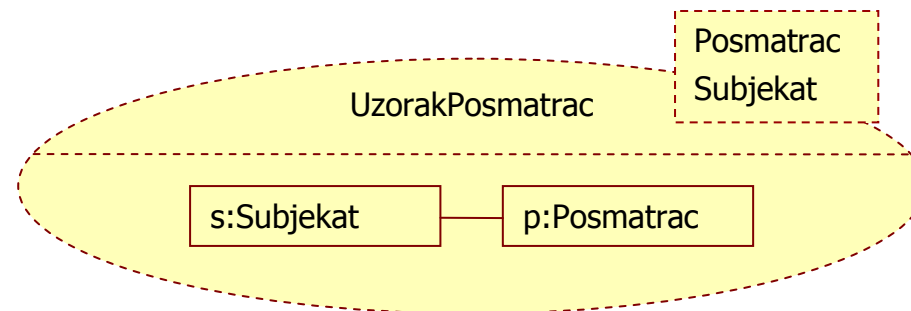 Posmatrac
Subjekat
UzorakPosmatrac
s:Subjekat
p:Posmatrac